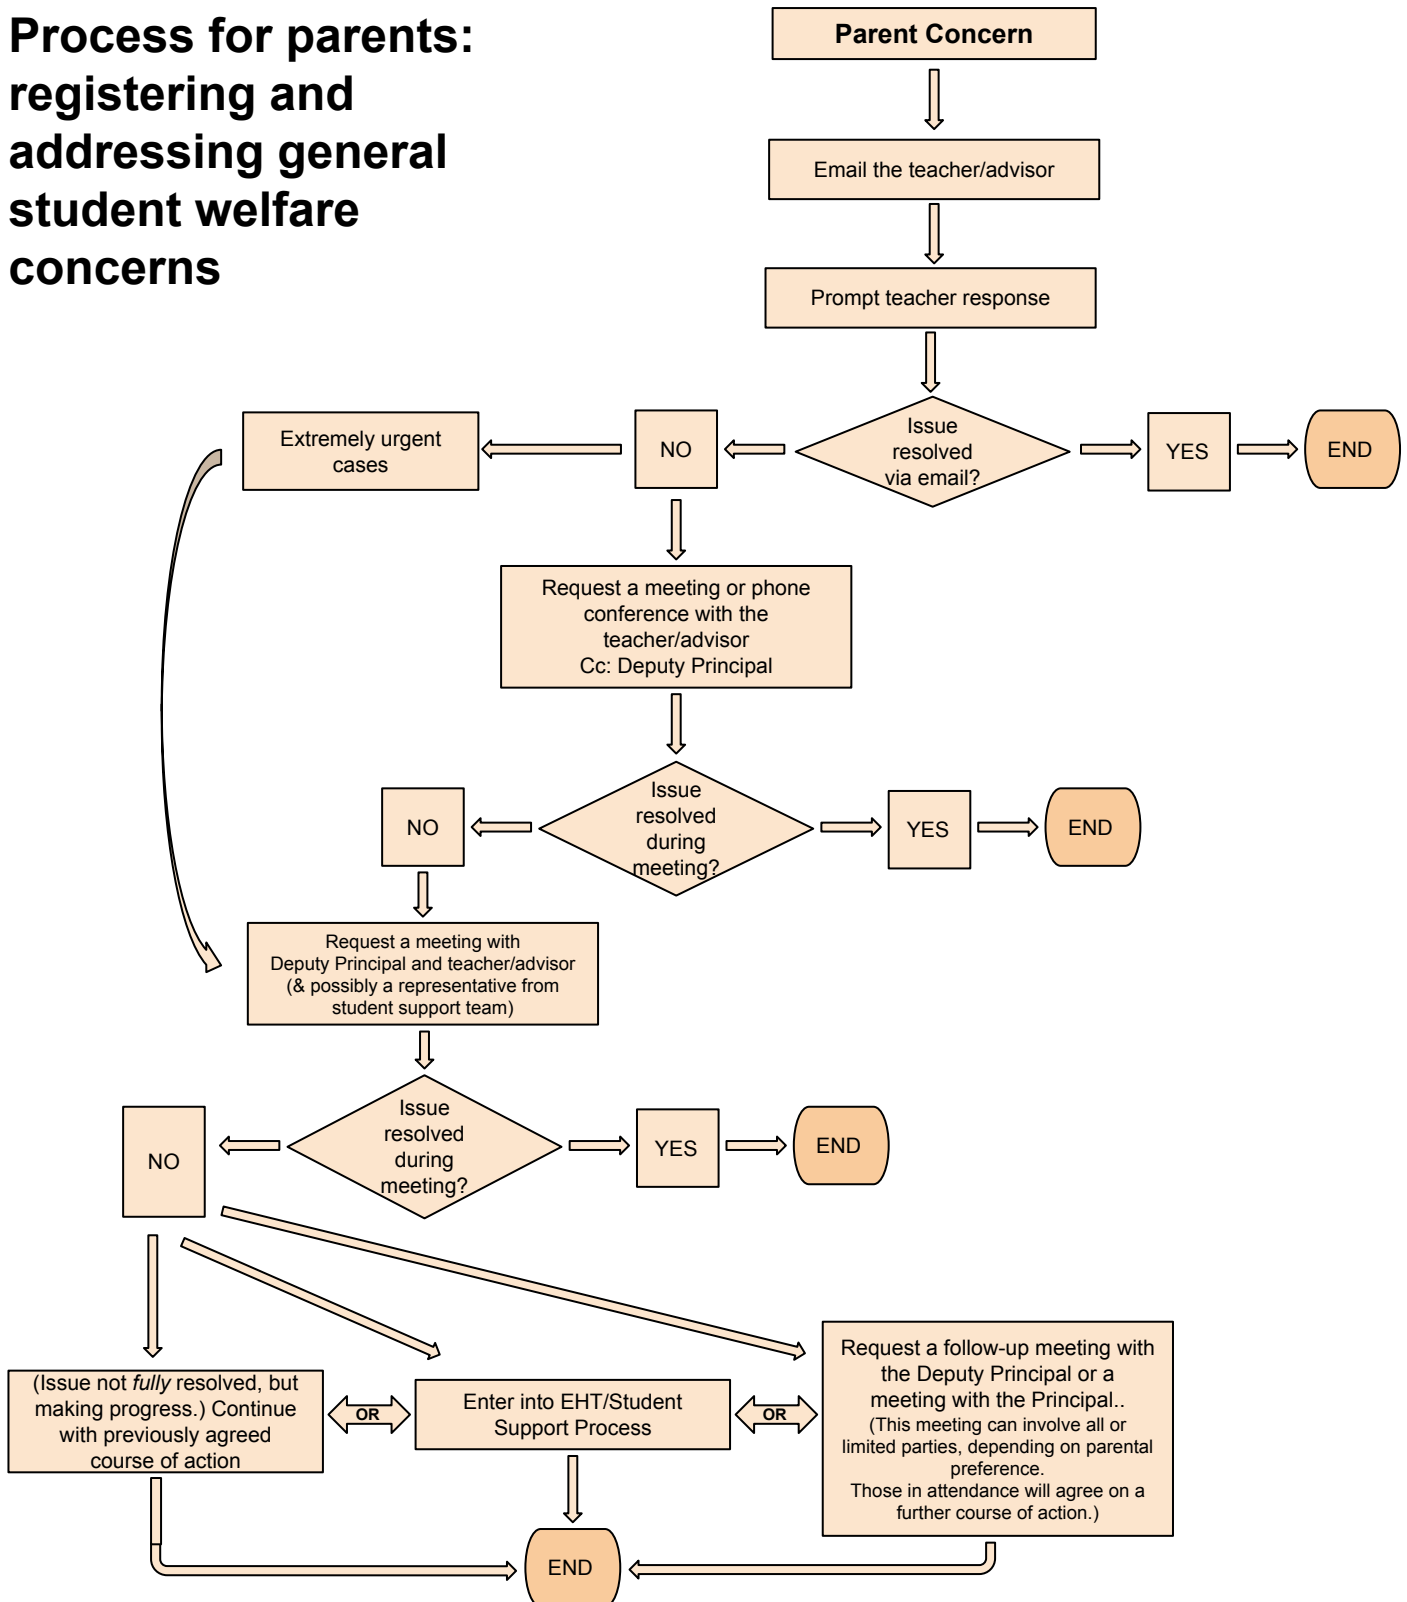 Process for parents:
registering and
addressing general
student welfare
concerns
Parent Concern
Email the teacher/advisor
Prompt teacher response
Issue
resolved
via email?
YES
END
NO
Extremely urgent
cases
Request a meeting or phone
conference with the
teacher/advisor
Cc: Deputy Principal
Issue
resolved
during
meeting?
YES
END
NO
Request a meeting with
Deputy Principal and teacher/advisor
(& possibly a representative from
student support team)
Issue
resolved
during
meeting?
YES
END
NO
(Issue not fully resolved, but
making progress.) Continue
with previously agreed
course of action
OR
Enter into EHT/Student
Support Process
OR
Request a follow-up meeting with
the Deputy Principal or a
meeting with the Principal..
(This meeting can involve all or
limited parties, depending on parental
preference.
Those in attendance will agree on a
further course of action.)
END